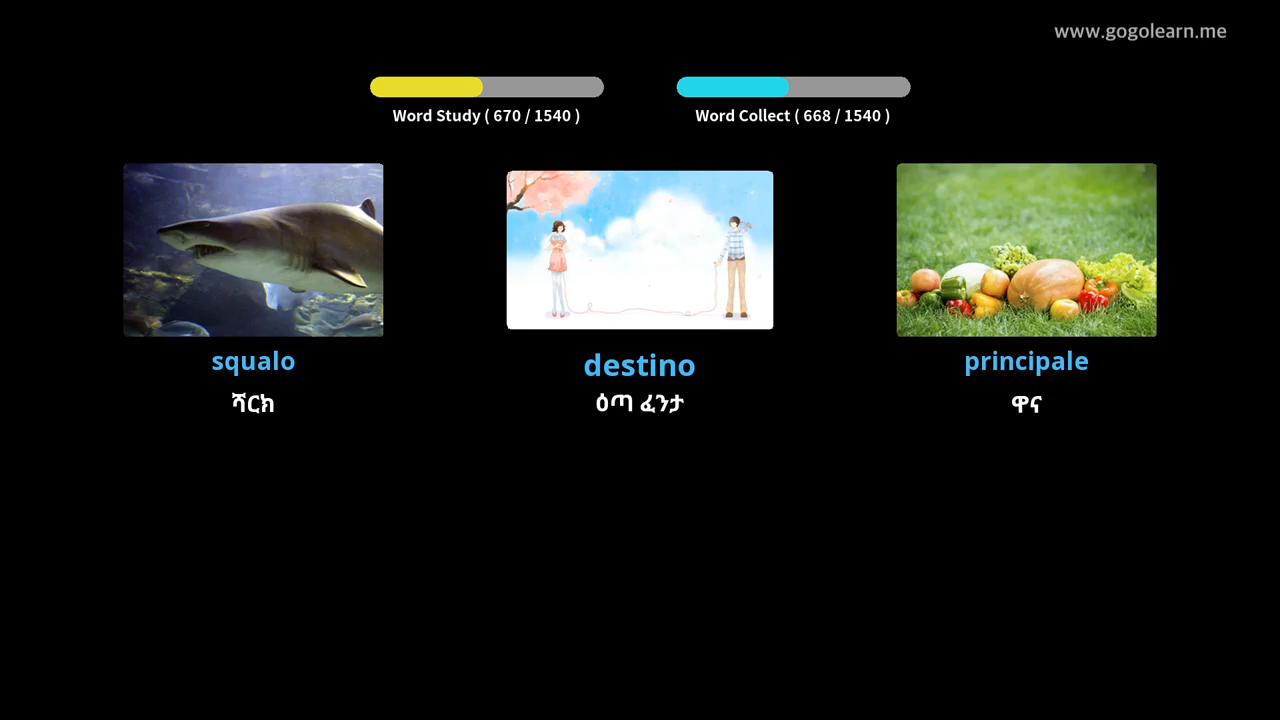 www.gogolearn.me
Word Study ( 670 / 1540 )
Word Collect ( 668 / 1540 )
squalo
ሻርክ
destino
ዕጣ ፈንታ
principale
ዋና